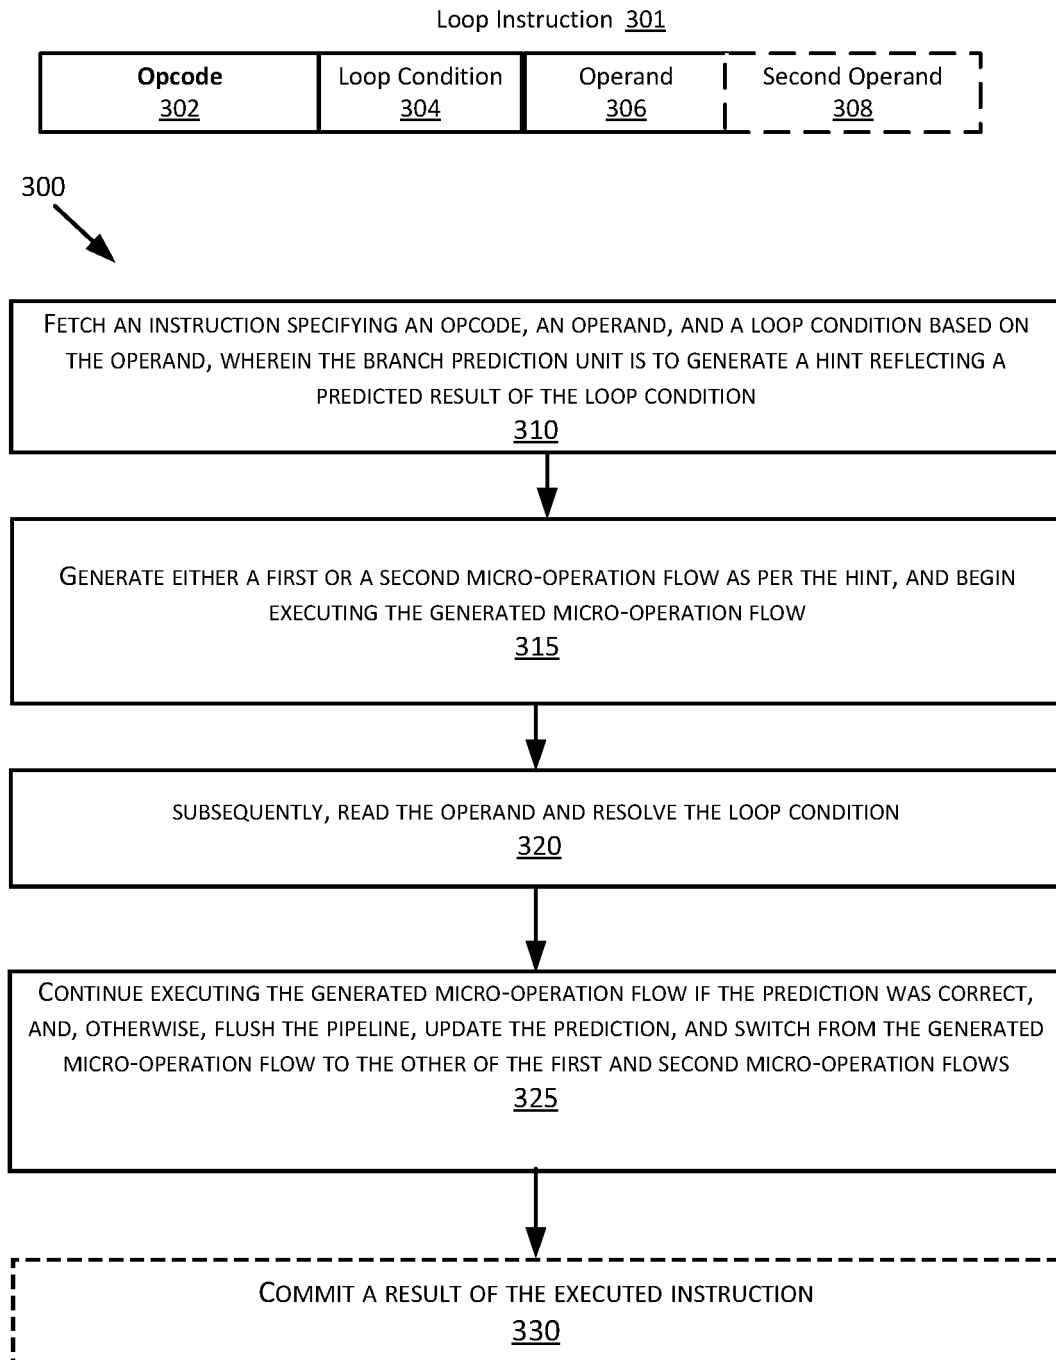 Loop Instruction 301
Opcode Loop Condition Operand Second Operand
302 304 306 308
300
FETCH AN INSTRUCTION SPECIFYING AN OPCODE, AN OPERAND, AND A LOOP CONDITION BASED ON
THE OPERAND, WHEREIN THE BRANCH PREDICTION UNIT IS TO GENERATE A HINT REFLECTING A
PREDICTED RESULT OF THE LOOP CONDITION
310
GENERATE EITHER A FIRST OR A SECOND MICRO-OPERATION FLOW AS PER THE HINT, AND BEGIN
EXECUTING THE GENERATED MICRO-OPERATION FLOW
315
SUBSEQUENTLY, READ THE OPERAND AND RESOLVE THE LOOP CONDITION
320
CONTINUE EXECUTING THE GENERATED MICRO-OPERATION FLOW IF THE PREDICTION WAS CORRECT,
AND, OTHERWISE, FLUSH THE PIPELINE, UPDATE THE PREDICTION, AND SWITCH FROM THE GENERATED
MICRO-OPERATION FLOW TO THE OTHER OF THE FIRST AND SECOND MICRO-OPERATION FLOWS
325
COMMIT A RESULT OF THE EXECUTED INSTRUCTION
330